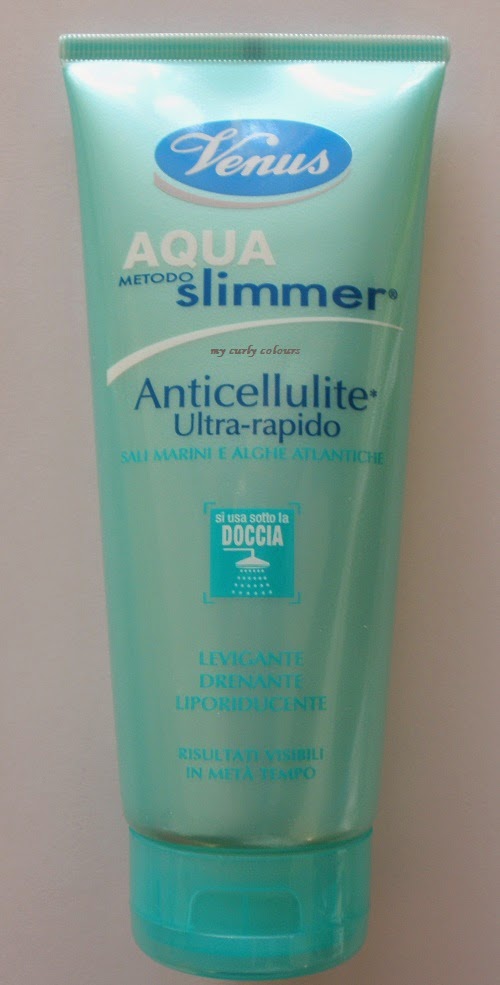 Venus
AQUA
METODO slimmer®
my curly colours
Anticellulite*
Ultra-rapido
SALI MARINI E ALGHE ATLANTICHE
si usa sotto la
DOCCIA
LEVIGANTE
DRENANTE
LIPORIDUCENTE
RISULTATI VISIBILI
IN METÀ TEMPO